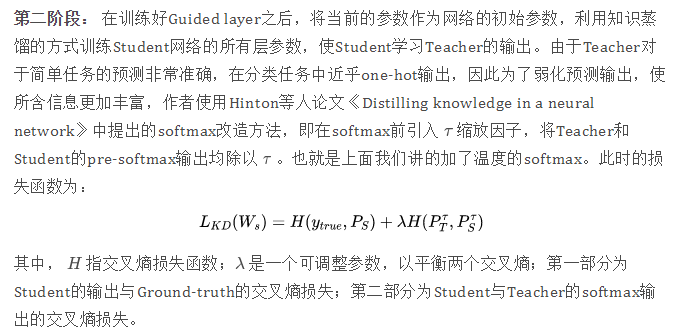 第二阶段：在训练好Guided layer之后，将当前的参数作为网络的初始参数，利用知识蒸
馏的方式训练Student网络的所有层参数，使Student学习Teacher的输出。由于Teacher对
于简单任务的预测非常准确，在分类任务中近乎one-hot输出，因此为了弱化预测输出，使
所含信息更加丰富，作者使用Hinton等人论文《Distilling knowledge in a neural
network》中提出的softmax改造方法，即在softmax前引入 τ 缩放因子，将Teacher和
Student的pre-softmax输出均除以 τ 。也就是上面我们讲的加了温度的softmax。此时的损
失函数为：
L_{KD}(W_s) = H(y_{true}, P_S) + λH(P_T^τ, P_S^τ)
其中， H 指交叉熵损失函数；λ 是一个可调整参数，以平衡两个交叉熵；第一部分为
Student的输出与Ground-truth的交叉熵损失；第二部分为Student与Teacher的softmax输
出的交叉熵损失。